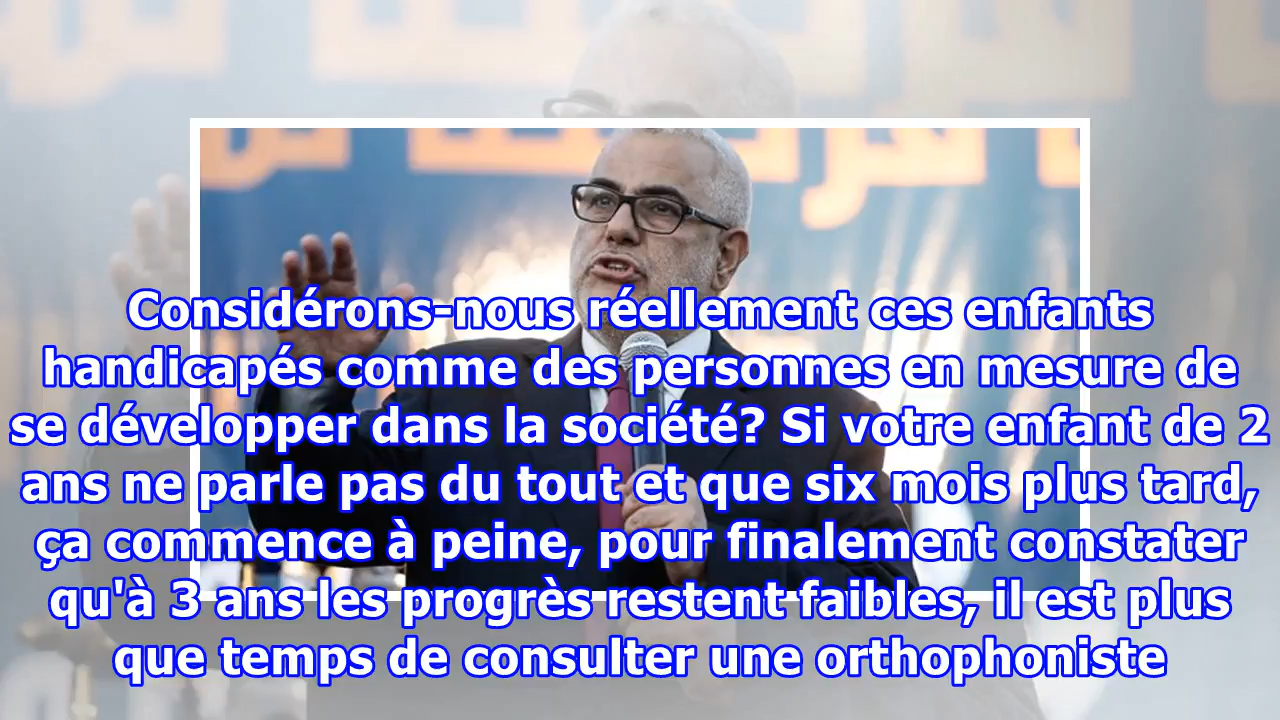 Considérons-nous réellement ces enfants
handicapés comme des personnes en mesure de
se développer dans la société? Si votre enfant de 2
ans ne parle pas du tout et que six mois plus tard,
ça commence à peine, pour finalement constater
qu'à 3 ans les progrès restent faibles, il est plus
que temps de consulter une orthophoniste